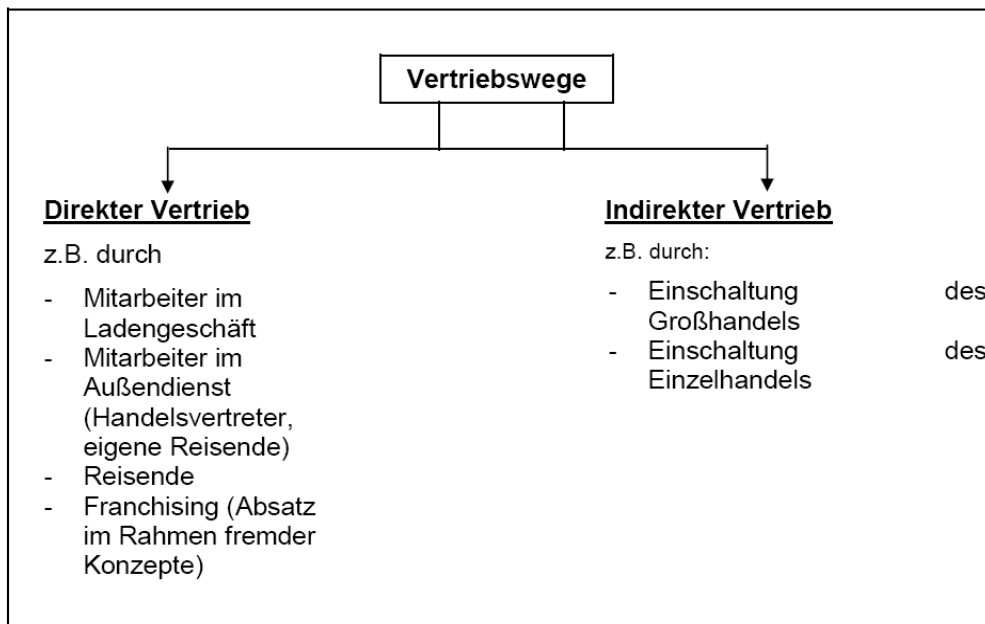 Vertriebswege
Direkter Vertrieb
z.B. durch
- Mitarbeiter im
Ladengeschäft
- Mitarbeiter im
Außendienst
(Handelsvertreter,
eigene Reisende)
- Reisende
- Franchising (Absatz
im Rahmen fremder
Konzepte)
Indirekter Vertrieb
z.B. durch:
- Einschaltung des
Großhandels
- Einschaltung des
Einzelhandels